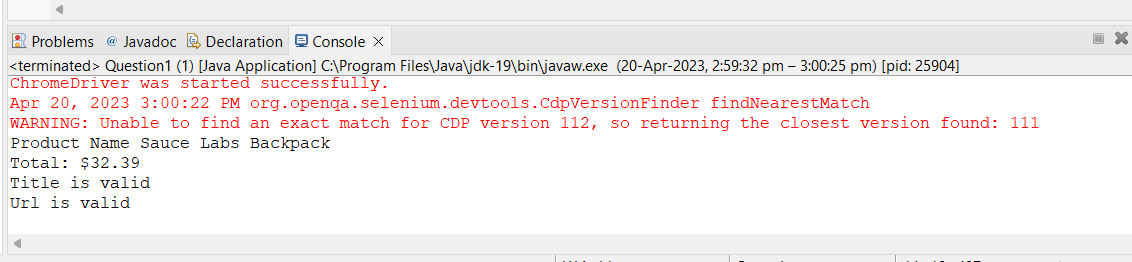 Problems @ Javadoc Declaration Console
<terminated> Question1 (1) [Java Application] C:\Program Files\Java\jdk-19\bin\javaw.exe (20-Apr-2023, 2:59:32 pm – 3:00:25 pm) [pid: 25904]
ChromeDriver was started successfully.
Apr 20, 2023 3:00:22 PM org.openqa.selenium.devtools.CdpVersionFinder findNearestMatch
WARNING: Unable to find an exact match for CDP version 112, so returning the closest version found: 111
Product Name Sauce Labs Backpack
Total: $32.39
Title is valid
Url is valid